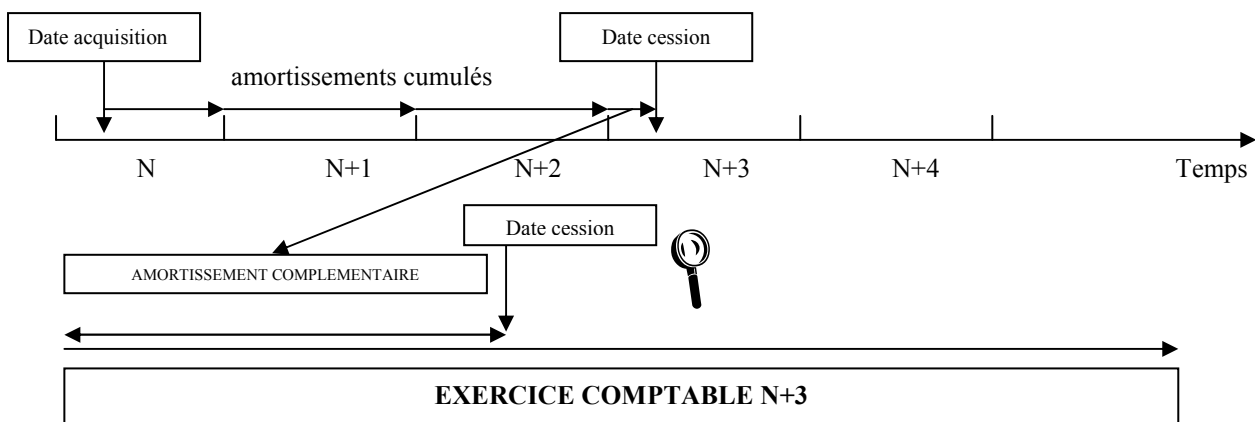 Date acquisition
Date cession
amortissements cumulés
N
N+1
N+2
N+3
N+4
Temps
Date cession
AMORTISSEMENT COMPLEMENTAIRE
EXERCICE COMPTABLE N+3